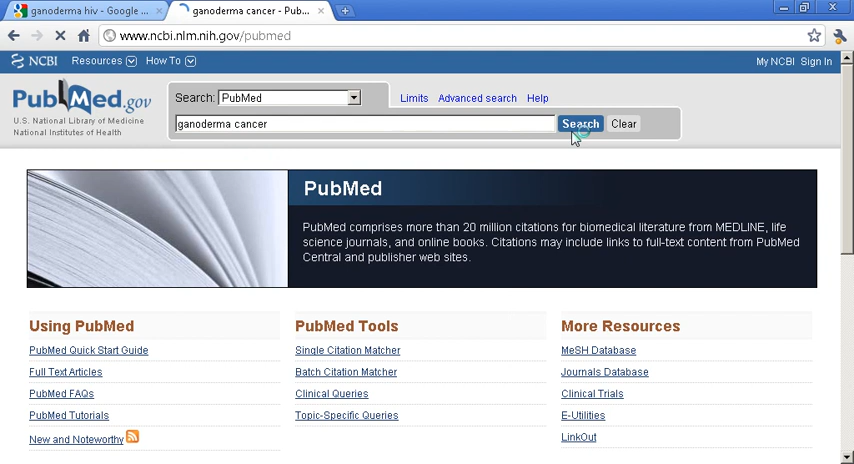 ganoderma hiv - Google ...
ganoderma cancer - Pub...
www.ncbi.nlm.nih.gov/pubmed
NCBI Resources How To My NCBI Sign In
PubMed.gov
U.S. National Library of Medicine
National Institutes of Health
Search: PubMed Limits Advanced search Help
ganoderma cancer Search Clear
PubMed
PubMed comprises more than 20 million citations for biomedical literature from MEDLINE, life
science journals, and online books. Citations may include links to full-text content from PubMed
Central and publisher web sites.
Using PubMed
PubMed Quick Start Guide
Full Text Articles
PubMed FAQs
PubMed Tutorials
New and Noteworthy
PubMed Tools
Single Citation Matcher
Batch Citation Matcher
Clinical Queries
Topic-Specific Queries
More Resources
MeSH Database
Journals Database
Clinical Trials
E-Utilities
LinkOut